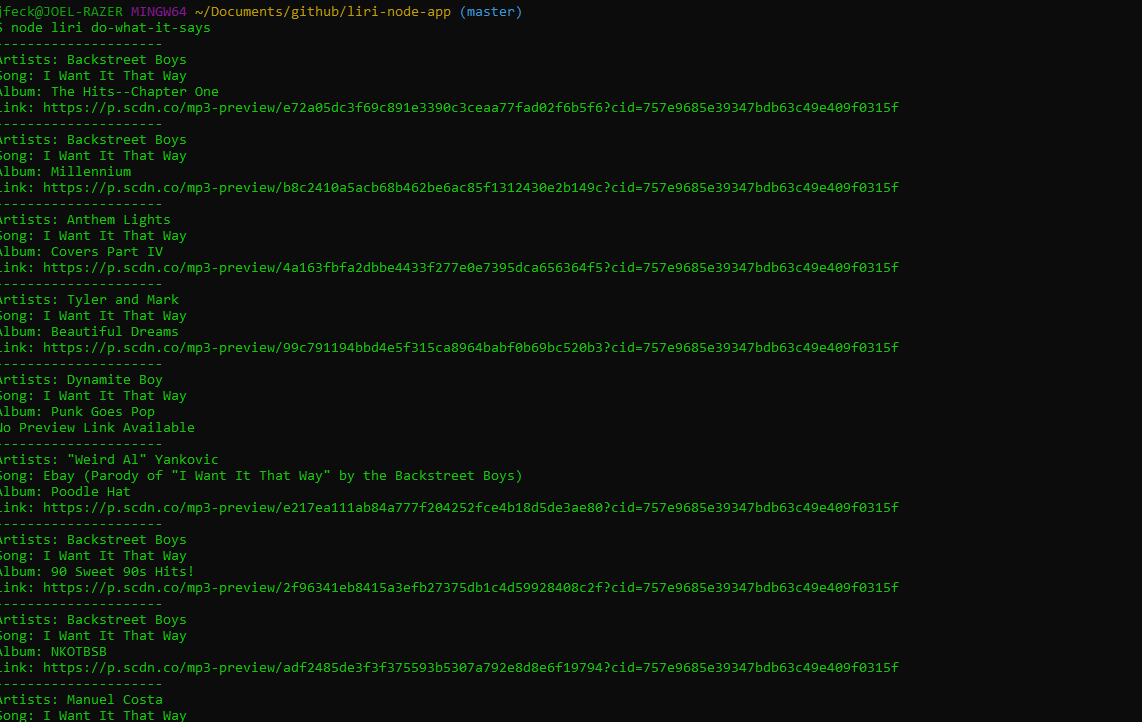 jfeck@JOEL-RAZER MINGW64 ~/Documents/github/liri-node-app (master)
$ node liri do-what-it-says
---------------------
Artists: Backstreet Boys
Song: I Want It That Way
Album: The Hits--Chapter One
Link: https://p.scdn.co/mp3-preview/e72a05dc3f69c891e3390c3ceaa77fad02f6b5f6?cid=757e9685e39347bdb63c49e409f0315f
---------------------
Artists: Backstreet Boys
Song: I Want It That Way
Album: Millennium
Link: https://p.scdn.co/mp3-preview/b8c2410a5acb68b462be6ac85f1312430e2b149c?cid=757e9685e39347bdb63c49e409f0315f
---------------------
Artists: Anthem Lights
Song: I Want It That Way
Album: Covers Part IV
Link: https://p.scdn.co/mp3-preview/4a163fbfa2dbbe4433f277e0e7395dca656364f5?cid=757e9685e39347bdb63c49e409f0315f
---------------------
Artists: Tyler and Mark
Song: I Want It That Way
Album: Beautiful Dreams
Link: https://p.scdn.co/mp3-preview/99c791194bbd4e5f315ca8964babf0b69bc520b3?cid=757e9685e39347bdb63c49e409f0315f
---------------------
Artists: Dynamite Boy
Song: I Want It That Way
Album: Punk Goes Pop
No Preview Link Available
---------------------
Artists: "Weird Al" Yankovic
Song: Ebay (Parody of "I Want It That Way" by the Backstreet Boys)
Album: Poodle Hat
Link: https://p.scdn.co/mp3-preview/e217ea111ab84a777f204252fce4b18d5de3ae80?cid=757e9685e39347bdb63c49e409f0315f
---------------------
Artists: Backstreet Boys
Song: I Want It That Way
Album: 90 Sweet 90s Hits!
Link: https://p.scdn.co/mp3-preview/2f96341eb8415a3efb27375db1c4d59928408c2f?cid=757e9685e39347bdb63c49e409f0315f
---------------------
Artists: Backstreet Boys
Song: I Want It That Way
Album: NKOTBSB
Link: https://p.scdn.co/mp3-preview/adf2485de3f3f375593b5307a792e8d8e6f19794?cid=757e9685e39347bdb63c49e409f0315f
---------------------
Artists: Manuel Costa
Song: I Want It That Way